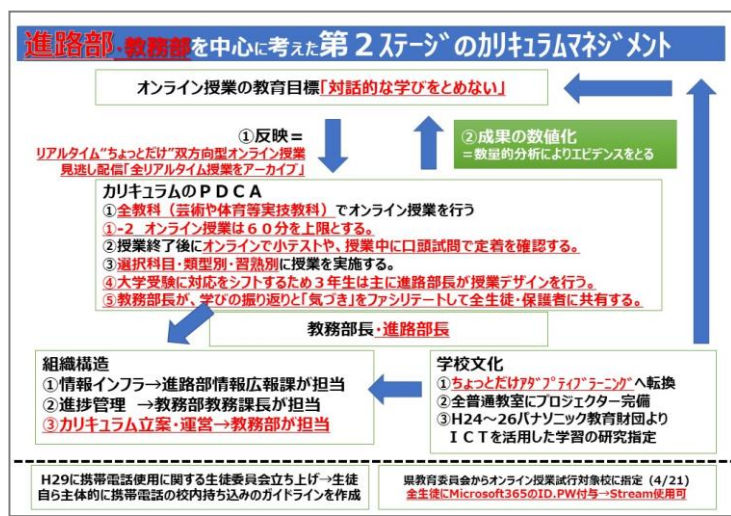 進路部・教務部を中心に考えた第２ステージのカリキュラムマネジメント
オンライン授業の教育目標「対話的な学びをとめない」
①反映＝
リアルタイム“ちょっとだけ”双方向型オンライン授業
見逃し配信「全リアルタイム授業をアーカイブ」
②成果の数値化
＝数量的分析によりエビデンスをとる
カリキュラムのＰＤＣＡ
①全教科（芸術や体育等実技教科）でオンライン授業を行う
①-2 オンライン授業は６０分を上限とする。
②授業終了後にオンラインで小テストや、授業中に口頭試問で定着を確認する。
③選択科目・類型別・習熟別に授業を実施する。
④大学受験に対応をシフトするため３年生は主に進路部長が授業デザインを行う。
⑤教務部長が、学びの振り返りと「気づき」をファシリテートして全生徒・保護者に共有する。
教務部長・進路部長
組織構造
①情報インフラ→進路部情報広報課が担当
②進捗管理 →教務部教務課長が担当
③カリキュラム立案・運営→教務部が担当
学校文化
①ちょっとだけｱﾀﾞﾌﾟﾃｨﾌﾞﾗｰﾆﾝｸﾞへ転換
②全普通教室にプロジェクター完備
③H24～26パナソニック教育財団より
ＩＣＴを活用した学習の研究指定
H29に携帯電話使用に関する生徒委員会立ち上げ→生徒
自ら主体的に携帯電話の校内持ち込みのガイドラインを作成
県教育委員会からオンライン授業試行対象校に指定（4/21）
全生徒にMicrosoft365のID.PW付与→Stream使用可